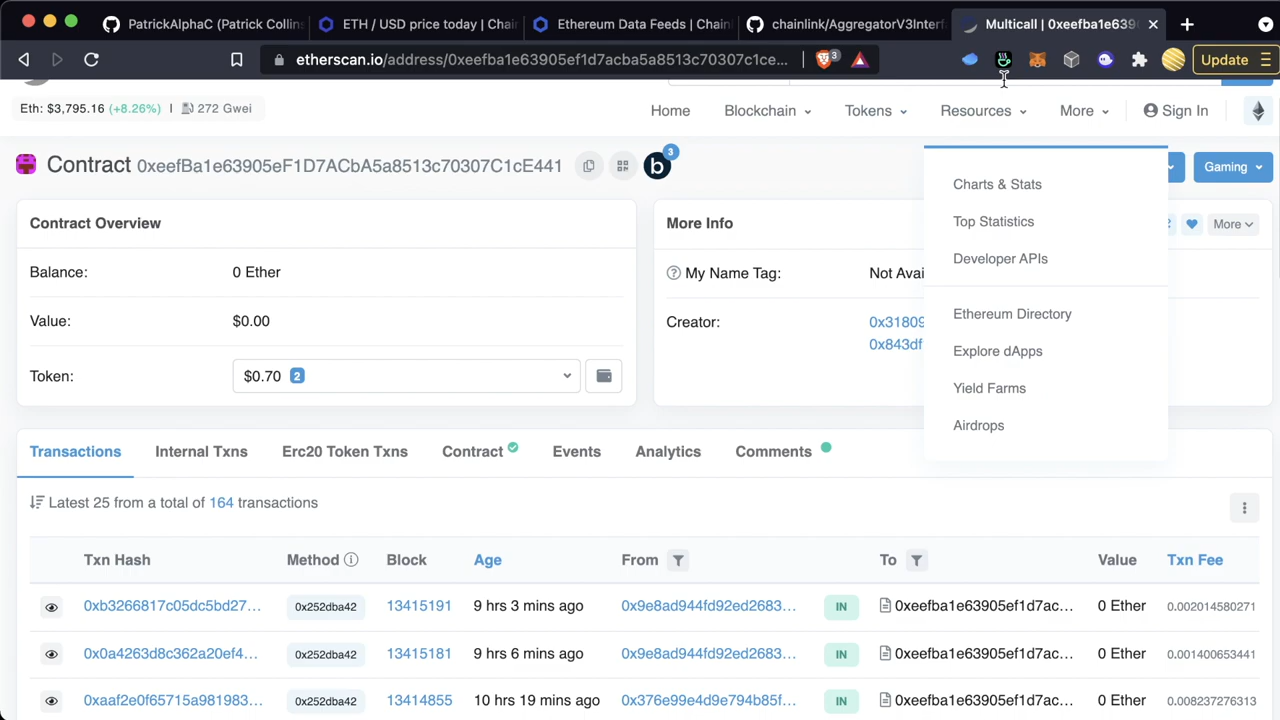 PatrickAlphaC (Patrick Collins
ETH / USD price today | Chain
Ethereum Data Feeds | Chainl
chainlink/AggregatorV3Interf
Multicall | 0xeefba1e639
etherscan.io/address/0xeefba1e63905ef1d7acba5a8513c70307c1ce...
3
Update
Eth: $3,795.16 (+8.26%) | 272 Gwei
Home
Blockchain
Tokens
Resources
More
Sign In
Contract 0xeefBa1e63905eF1D7ACbA5a8513c70307C1cE441
b
3
Gaming
Charts & Stats
Top Statistics
Developer APIs
Ethereum Directory
Explore dApps
Yield Farms
Airdrops
Contract Overview
Balance: 0 Ether
Value: $0.00
Token: $0.70 2
More Info
More
My Name Tag: Not Avai
Creator: 0x31809
0x843df
Transactions
Internal Txns
Erc20 Token Txns
Contract
Events
Analytics
Comments
Latest 25 from a total of 164 transactions
Txn Hash Method Block Age From To Value Txn Fee
0xb3266817c05dc5bd27... 0x252dba42 13415191 9 hrs 3 mins ago 0x9e8ad944fd92ed2683... IN 0xeefba1e63905ef1d7ac... 0 Ether 0.002014580271
0x0a4263d8c362a20ef4... 0x252dba42 13415181 9 hrs 6 mins ago 0x9e8ad944fd92ed2683... IN 0xeefba1e63905ef1d7ac... 0 Ether 0.001400653441
0xaaf2e0f65715a981983... 0x252dba42 13414855 10 hrs 19 mins ago 0x376e99e4d9e794b85f... IN 0xeefba1e63905ef1d7ac... 0 Ether 0.008237276313